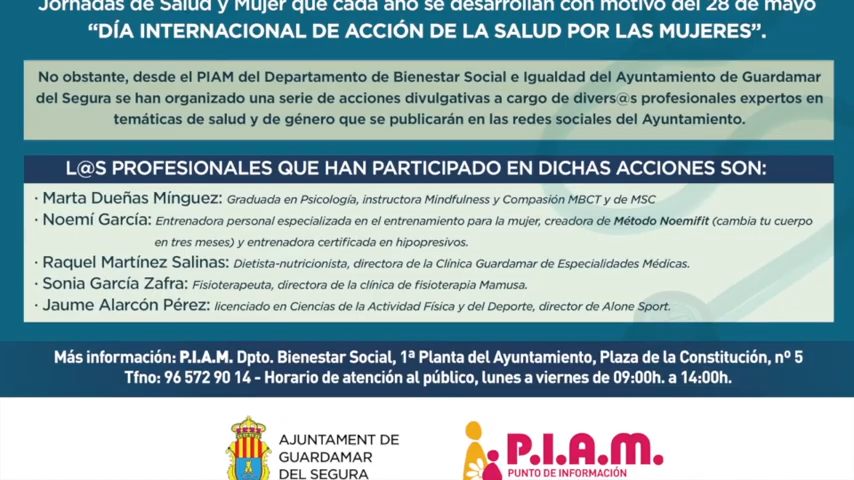 Jornadas de Salud y Mujer que cada año se desarrollan con motivo del 28 de mayo
“DÍA INTERNACIONAL DE ACCIÓN DE LA SALUD POR LAS MUJERES”.
No obstante, desde el PIAM del Departamento de Bienestar Social e Igualdad del Ayuntamiento de Guardamar
del Segura se han organizado una serie de acciones divulgativas a cargo de divers@s profesionales expertos en
temáticas de salud y de género que se publicarán en las redes sociales del Ayuntamiento.
L@S PROFESIONALES QUE HAN PARTICIPADO EN DICHAS ACCIONES SON:
· Marta Dueñas Mínguez: Graduada en Psicología, instructora Mindfulness y Compasión MBCT y de MSC
· Noemí García: Entrenadora personal especializada en el entrenamiento para la mujer, creadora de Método Noemifit (cambia tu cuerpo
en tres meses) y entrenadora certificada en hipopresivos.
· Raquel Martínez Salinas: Dietista-nutricionista, directora de la Clínica Guardamar de Especialidades Médicas.
· Sonia García Zafra: Fisioterapeuta, directora de la clínica de fisioterapia Mamusa.
· Jaume Alarcón Pérez: licenciado en Ciencias de la Actividad Física y del Deporte, director de Alone Sport.
Más información: P.I.A.M. Dpto. Bienestar Social, 1ª Planta del Ayuntamiento, Plaza de la Constitución, nº 5
Tfno: 96 572 90 14 - Horario de atención al público, lunes a viernes de 09:00h. a 14:00h.
AJUNTAMENT DE
GUARDAMAR
DEL SEGURA
P.I.A.M.
PUNTO DE INFORMACIÓN